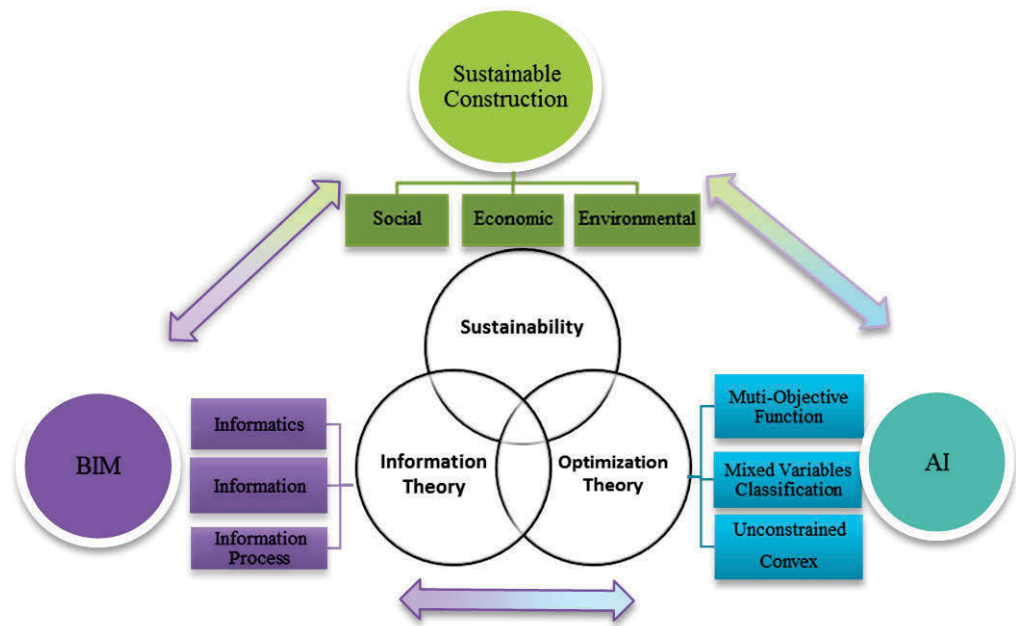 Sustainable
Construction
Social
Economic
Environmental
Sustainability
Information
Theory
Optimization
Theory
BIM
Informatics
Information
Information
Process
Muti-Objective
Function
Mixed Variables
Classification
Unconstrained
Convex
AI